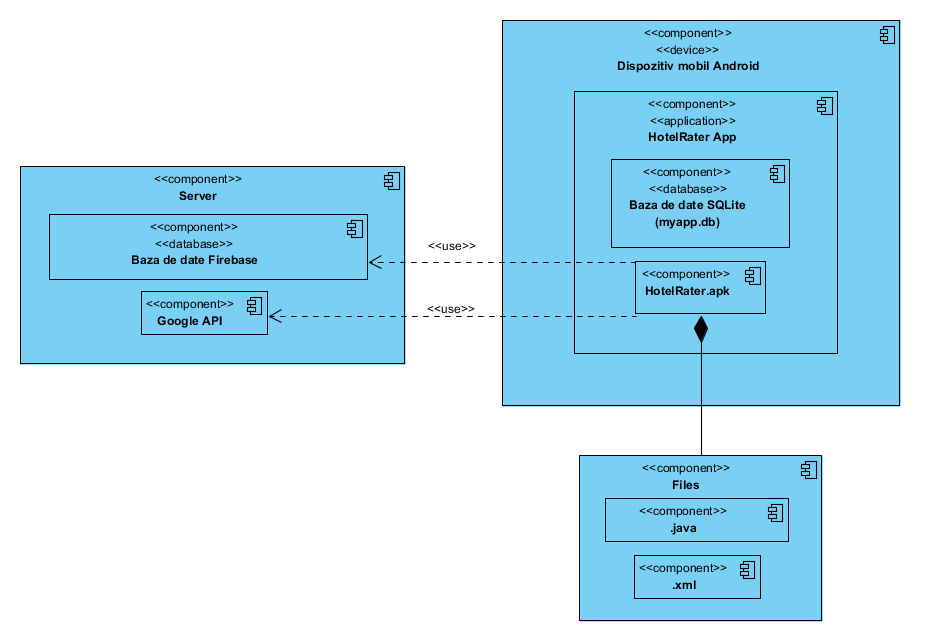 <<component>>
<<device>>
Dispozitiv mobil Android
<<component>>
<<application>>
HotelRater App
<<component>>
<<database>>
Baza de date SQLite
(myapp.db)
<<component>>
HotelRater.apk
<<component>>
Server
<<component>>
<<database>>
Baza de date Firebase
<<component>>
Google API
<<use>>
<<use>>
<<component>>
Files
<<component>>
.java
<<component>>
.xml